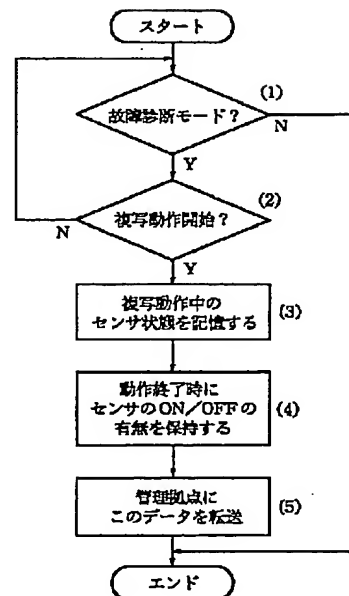 スタート
(1)
故障診断モード?
N
Y
(2)
複写動作開始?
N
Y
複写動作中の
センサ状態を記憶する
(3)
動作終了時に
センサのON/OFFの
有無を保持する
(4)
管理拠点に
このデータを転送
(5)
エンド